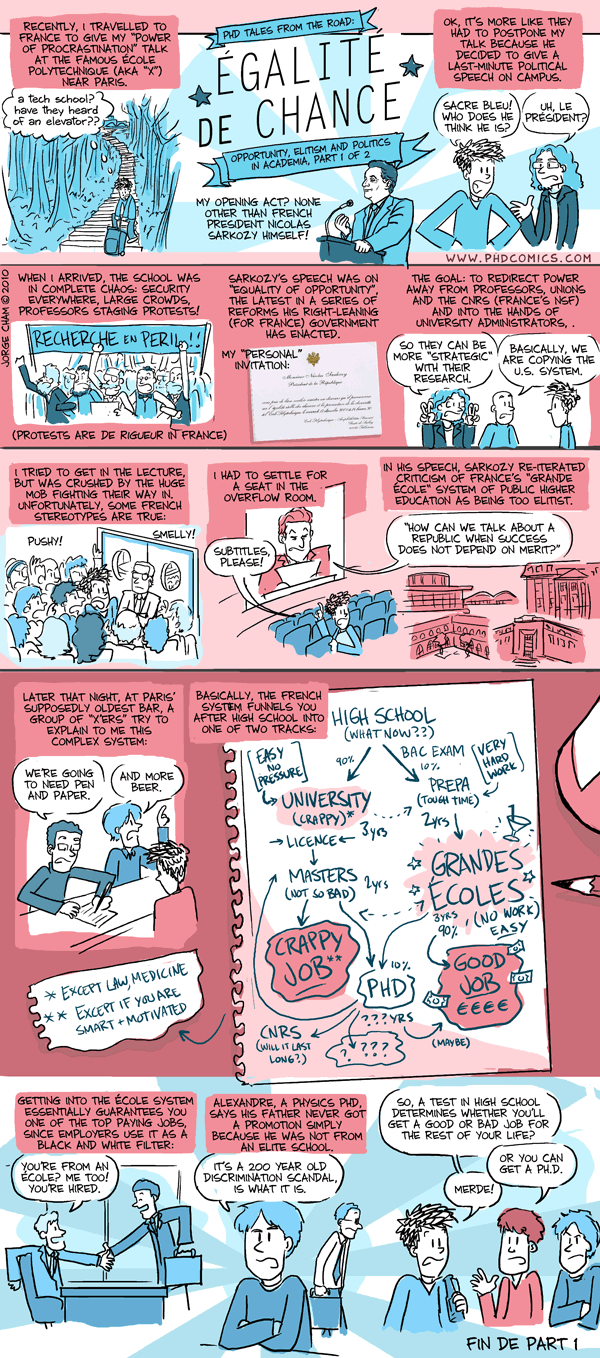 PHD TALES FROM THE ROAD:
ÉGALITÉ
DE CHANCE
OPPORTUNITY, ELITISM AND POLITICS
IN ACADEMIA, PART 1 OF 2
RECENTLY, I TRAVELLED TO
FRANCE TO GIVE MY "POWER
OF PROCRASTINATION" TALK
AT THE FAMOUS ÉCOLE
POLYTECHNIQUE (AKA "X")
NEAR PARIS.
a tech school?
have they heard
of an elevator??
MY OPENING ACT? NONE
OTHER THAN FRENCH
PRESIDENT NICOLAS
SARKOZY HIMSELF!
OK, IT'S MORE LIKE THEY
HAD TO POSTPONE MY
TALK BECAUSE HE
DECIDED TO GIVE A
LAST-MINUTE POLITICAL
SPEECH ON CAMPUS.
SACRE BLEU!
WHO DOES HE
THINK HE IS?
UH, LE
PRÉSIDENT?
WWW.PHDCOMICS.COM
JORGE CHAM © 2010
WHEN I ARRIVED, THE SCHOOL WAS
IN COMPLETE CHAOS: SECURITY
EVERYWHERE, LARGE CROWDS,
PROFESSORS STAGING PROTESTS!
RECHERCHE EN PERIL!!!
(PROTESTS ARE DE RIGUEUR IN FRANCE)
SARKOZY'S SPEECH WAS ON
"EQUALITY OF OPPORTUNITY",
THE LATEST IN A SERIES OF
REFORMS HIS RIGHT-LEANING
(FOR FRANCE) GOVERNMENT
HAS ENACTED.
MY "PERSONAL"
INVITATION:
Monsieur Nicolas Sarkozy
Président de la République
THE GOAL: TO REDIRECT POWER
AWAY FROM PROFESSORS, UNIONS
AND THE CNRS (FRANCE'S NSF)
AND INTO THE HANDS OF
UNIVERSITY ADMINISTRATORS, .
SO THEY CAN BE
MORE "STRATEGIC"
WITH THEIR
RESEARCH.
BASICALLY, WE
ARE COPYING THE
U.S. SYSTEM.
I TRIED TO GET IN THE LECTURE,
BUT WAS CRUSHED BY THE HUGE
MOB FIGHTING THEIR WAY IN.
UNFORTUNATELY, SOME FRENCH
STEREOTYPES ARE TRUE:
PUSHY!
SMELLY!
I HAD TO SETTLE FOR
A SEAT IN THE
OVERFLOW ROOM.
SUBTITLES,
PLEASE!
IN HIS SPEECH, SARKOZY RE-ITERATED
CRITICISM OF FRANCE'S "GRANDE
ÉCOLE" SYSTEM OF PUBLIC HIGHER
EDUCATION AS BEING TOO ELITIST.
"HOW CAN WE TALK ABOUT A
REPUBLIC WHEN SUCCESS
DOES NOT DEPEND ON MERIT?"
LATER THAT NIGHT, AT PARIS'
SUPPOSEDLY OLDEST BAR, A
GROUP OF "X'ERS" TRY TO
EXPLAIN TO ME THIS
COMPLEX SYSTEM:
WE'RE GOING
TO NEED PEN
AND PAPER.
AND MORE
BEER.
BASICALLY, THE FRENCH
SYSTEM FUNNELS YOU
AFTER HIGH SCHOOL INTO
ONE OF TWO TRACKS:
HIGH SCHOOL
(WHAT NOW??)
[EASY
NO
PRESSURE]
90%
BAC EXAM
10%
[VERY
HARD
WORK]
UNIVERSITY
(CRAPPY)*
PREPA
(TOUGH TIME)
3yrs
2yrs
LICENCE
MASTERS
(NOT SO BAD)
2yrs
GRANDES
ÉCOLES
3YRS
90%
(NO WORK)
EASY
CRAPPY
JOB**
10%
PHD
GOOD
JOB
€€€€
CNRS
(WILL IT LAST
LONG?)
???YRS
? ???
(MAYBE)
* EXCEPT LAW, MEDICINE
** EXCEPT IF YOU ARE
SMART + MOTIVATED
GETTING INTO THE ÉCOLE SYSTEM
ESSENTIALLY GUARANTEES YOU
ONE OF THE TOP PAYING JOBS,
SINCE EMPLOYERS USE IT AS A
BLACK AND WHITE FILTER:
YOU'RE FROM AN
ÉCOLE? ME TOO!
YOU'RE HIRED.
ALEXANDRE, A PHYSICS PHD,
SAYS HIS FATHER NEVER GOT
A PROMOTION SIMPLY
BECAUSE HE WAS NOT FROM
AN ELITE SCHOOL.
IT'S A 200 YEAR OLD
DISCRIMINATION SCANDAL,
IS WHAT IT IS.
SO, A TEST IN HIGH SCHOOL
DETERMINES WHETHER YOU'LL
GET A GOOD OR BAD JOB FOR
THE REST OF YOUR LIFE?
OR YOU CAN
GET A PH.D.
MERDE!
FIN DE PART 1